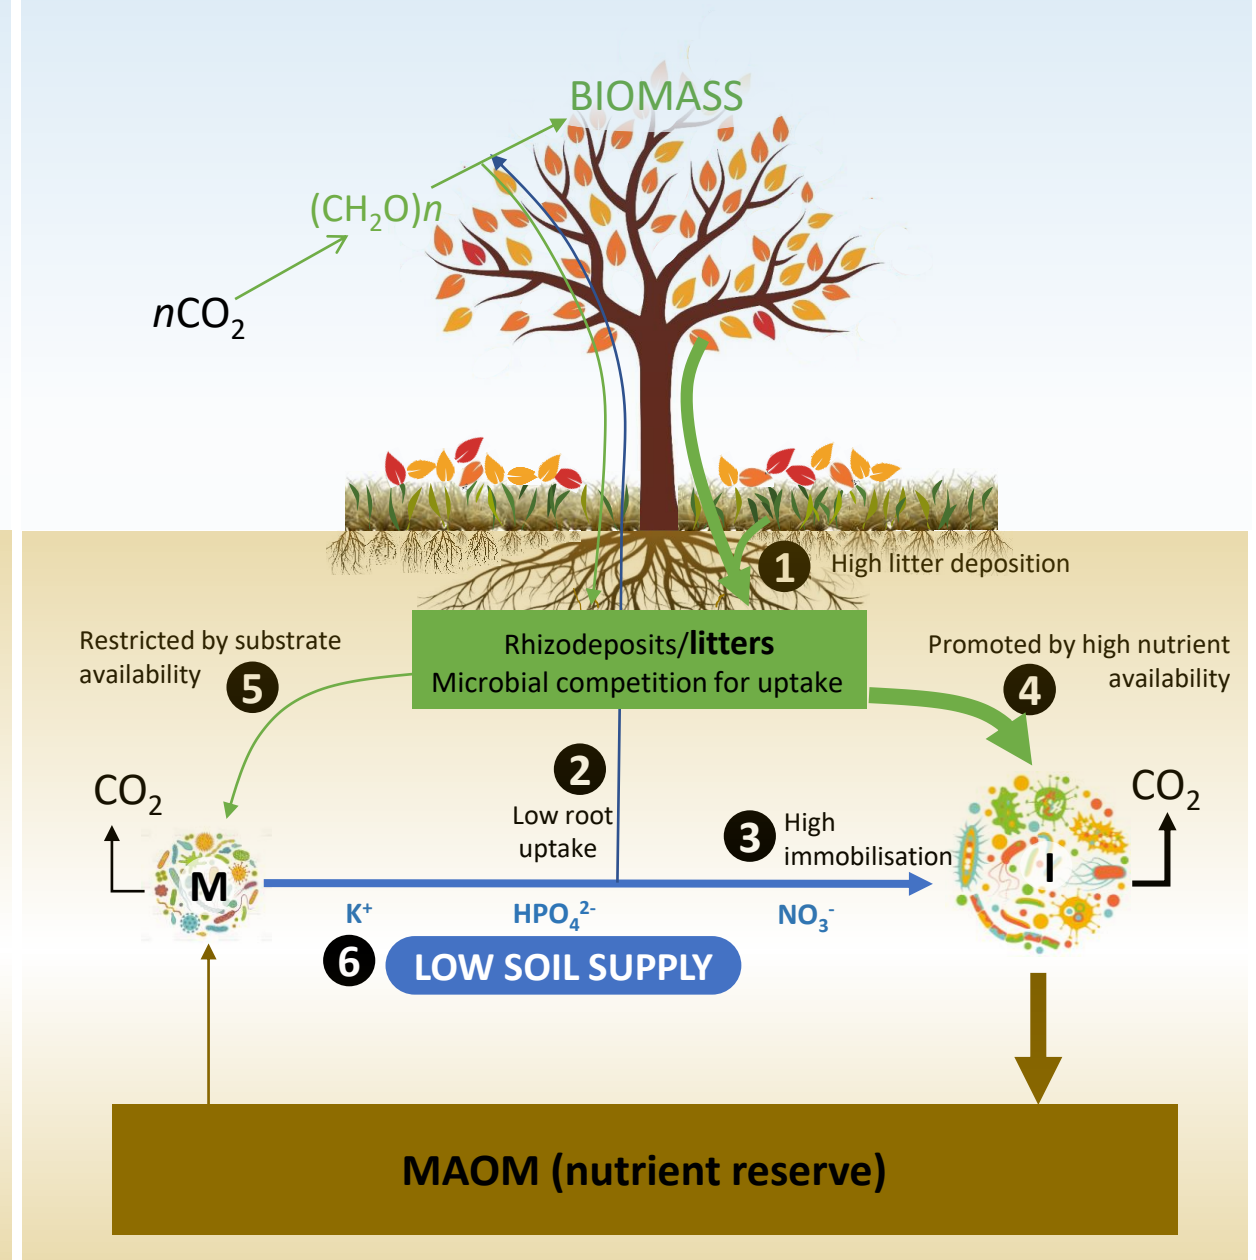 BIOMASS
(CH₂O)n
nCO₂
1
High litter deposition
Rhizodeposits/litters
Microbial competition for uptake
Restricted by substrate
availability
5
Promoted by high nutrient
availability
4
2
Low root
uptake
3
High
immobilisation
CO₂
CO₂
M
I
K⁺
HPO₄²⁻
NO₃⁻
6
LOW SOIL SUPPLY
MAOM (nutrient reserve)